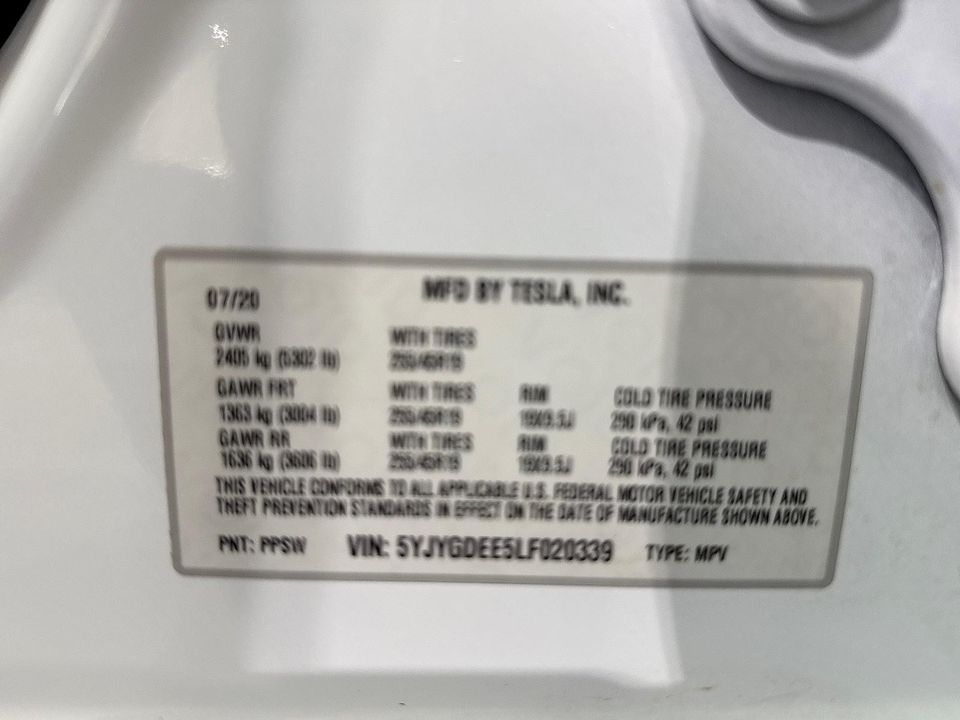 07/20 MFD BY TESLA, INC.
GVWR WITH TIRES
2405 kg (5302 lb) 255/45R19
GAWR FRT WITH TIRES RIM COLD TIRE PRESSURE
1363 kg (3004 lb) 255/45R19 19X9.5J 290 kPa, 42 psi
GAWR RR WITH TIRES RIM COLD TIRE PRESSURE
1636 kg (3606 lb) 255/45R19 19X9.5J 290 kPa, 42 psi
THIS VEHICLE CONFORMS TO ALL APPLICABLE U.S. FEDERAL MOTOR VEHICLE SAFETY AND
THEFT PREVENTION STANDARDS IN EFFECT ON THE DATE OF MANUFACTURE SHOWN ABOVE.
PNT: PPSW VIN: 5YJYGDEE5LF020339 TYPE: MPV